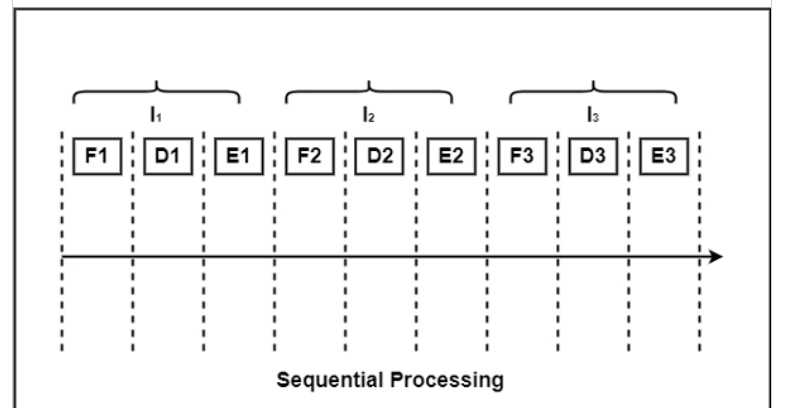 I₁ I₂ I₃
F1 D1 E1 F2 D2 E2 F3 D3 E3
Sequential Processing